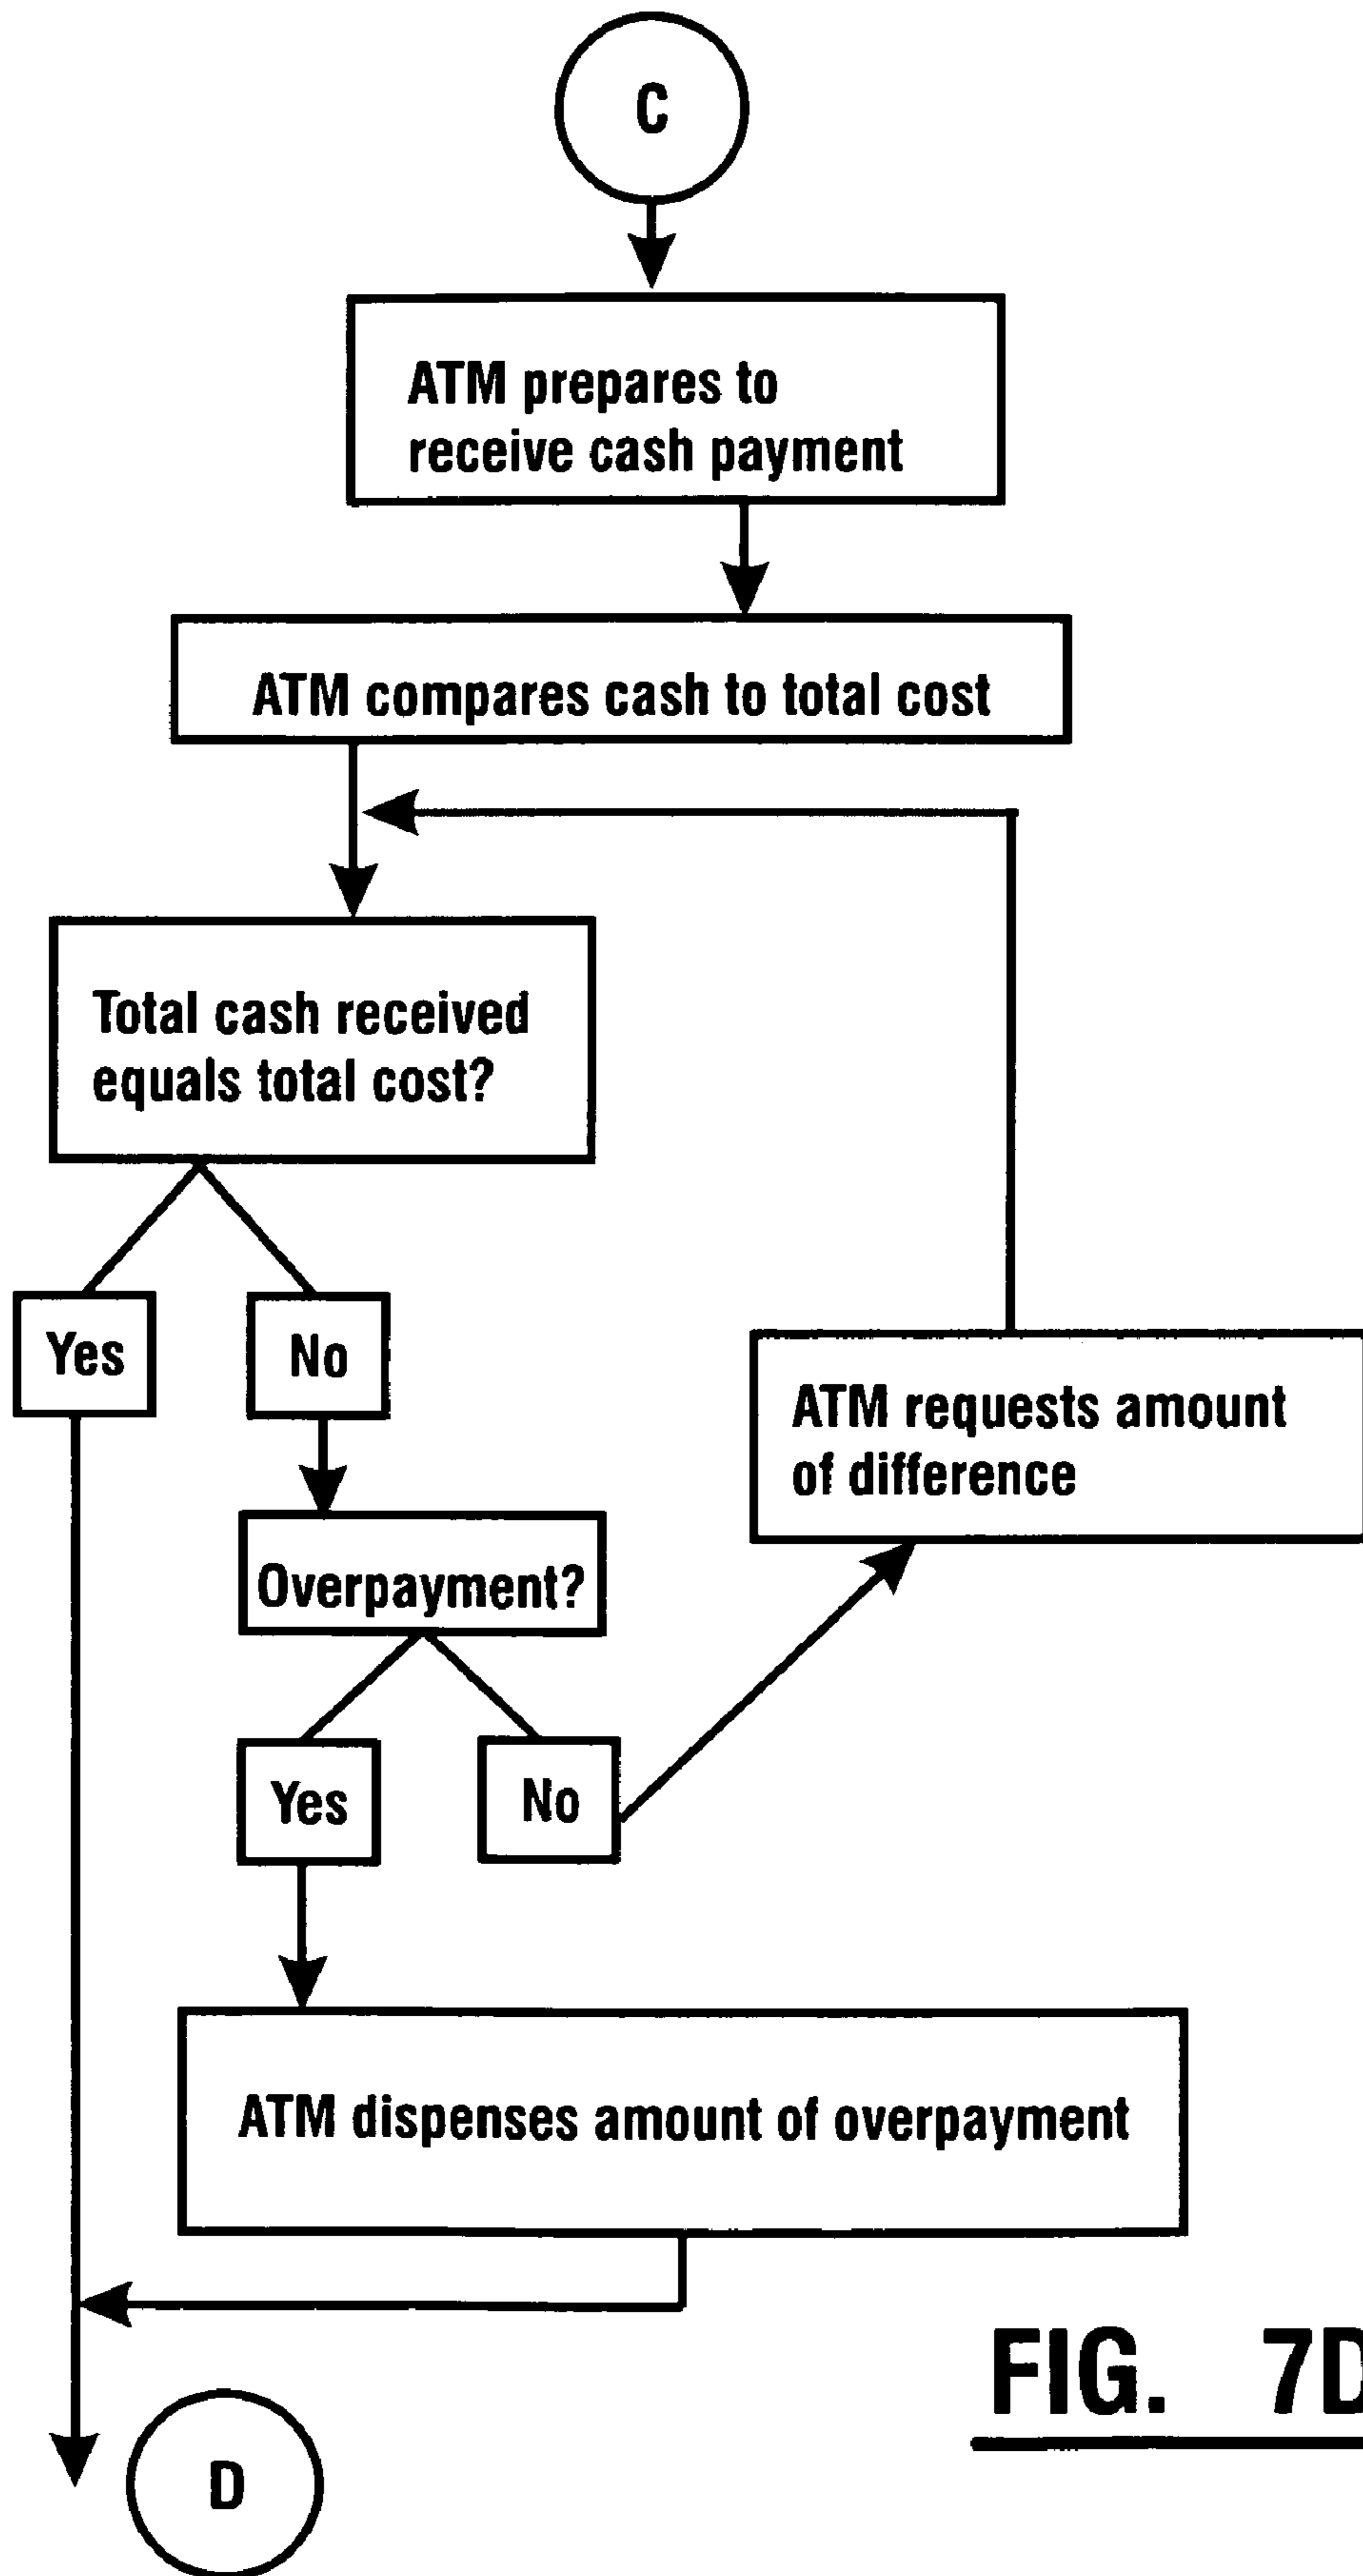 C
ATM prepares to
receive cash payment
ATM compares cash to total cost
Total cash received
equals total cost?
Yes
No
ATM requests amount
of difference
Overpayment?
Yes
No
ATM dispenses amount of overpayment
FIG. 7D
D